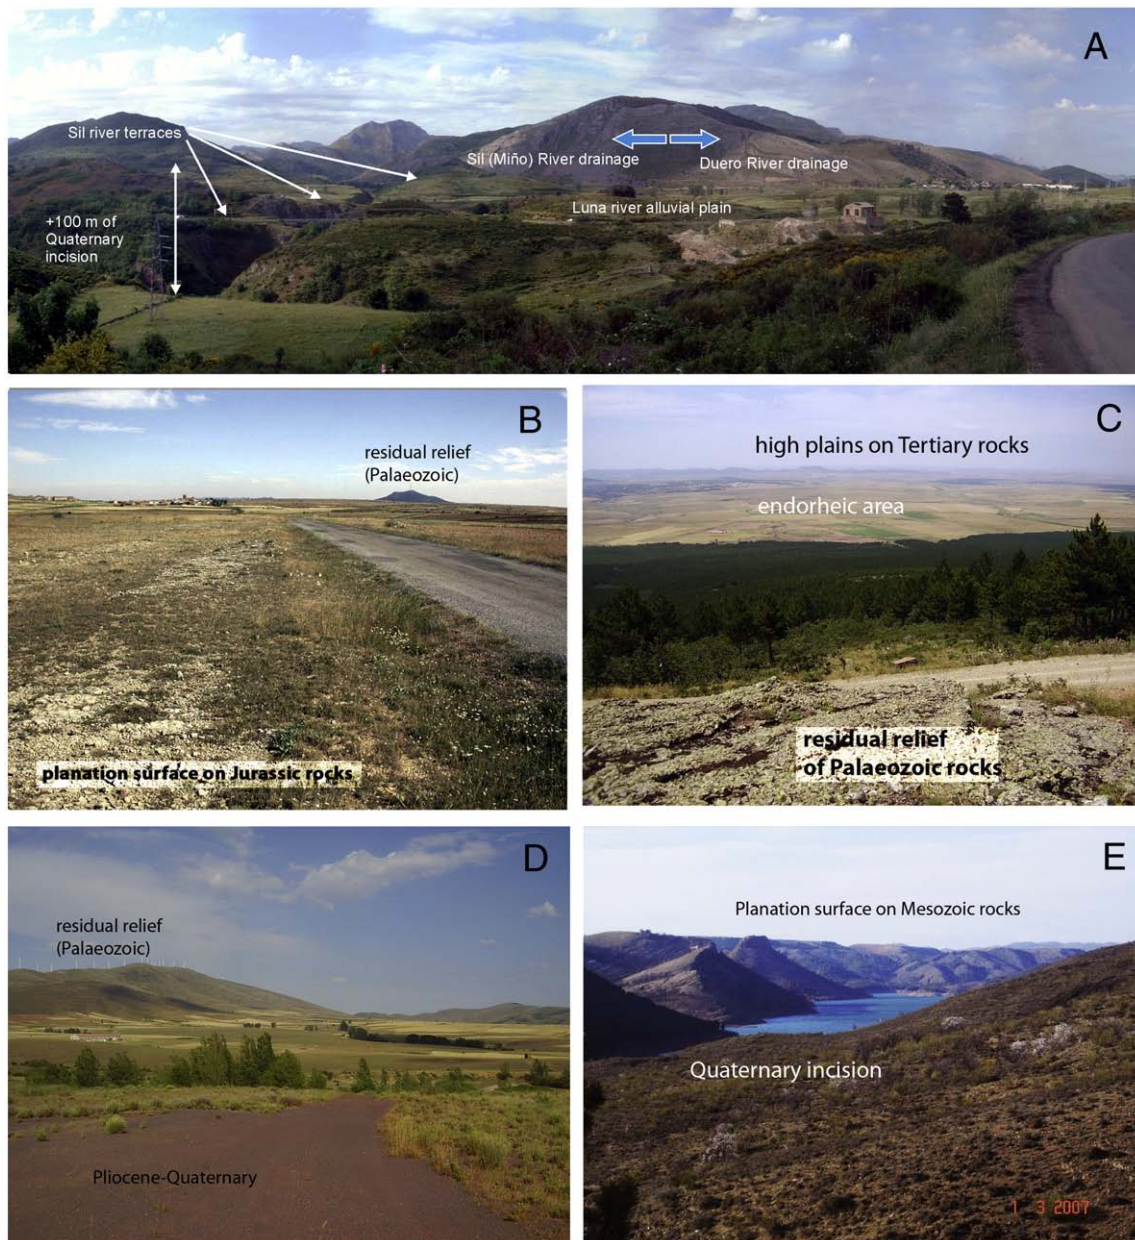 A
Sil river terraces
Sil (Miño) River drainage
Duero River drainage
+100 m of
Quaternary
incision
Luna river alluvial plain
B
residual relief
(Palaeozoic)
planation surface on Jurassic rocks
C
high plains on Tertiary rocks
endorheic area
residual relief
of Palaeozoic rocks
D
residual relief
(Palaeozoic)
Pliocene-Quaternary
E
Planation surface on Mesozoic rocks
Quaternary incision
1 3 2007